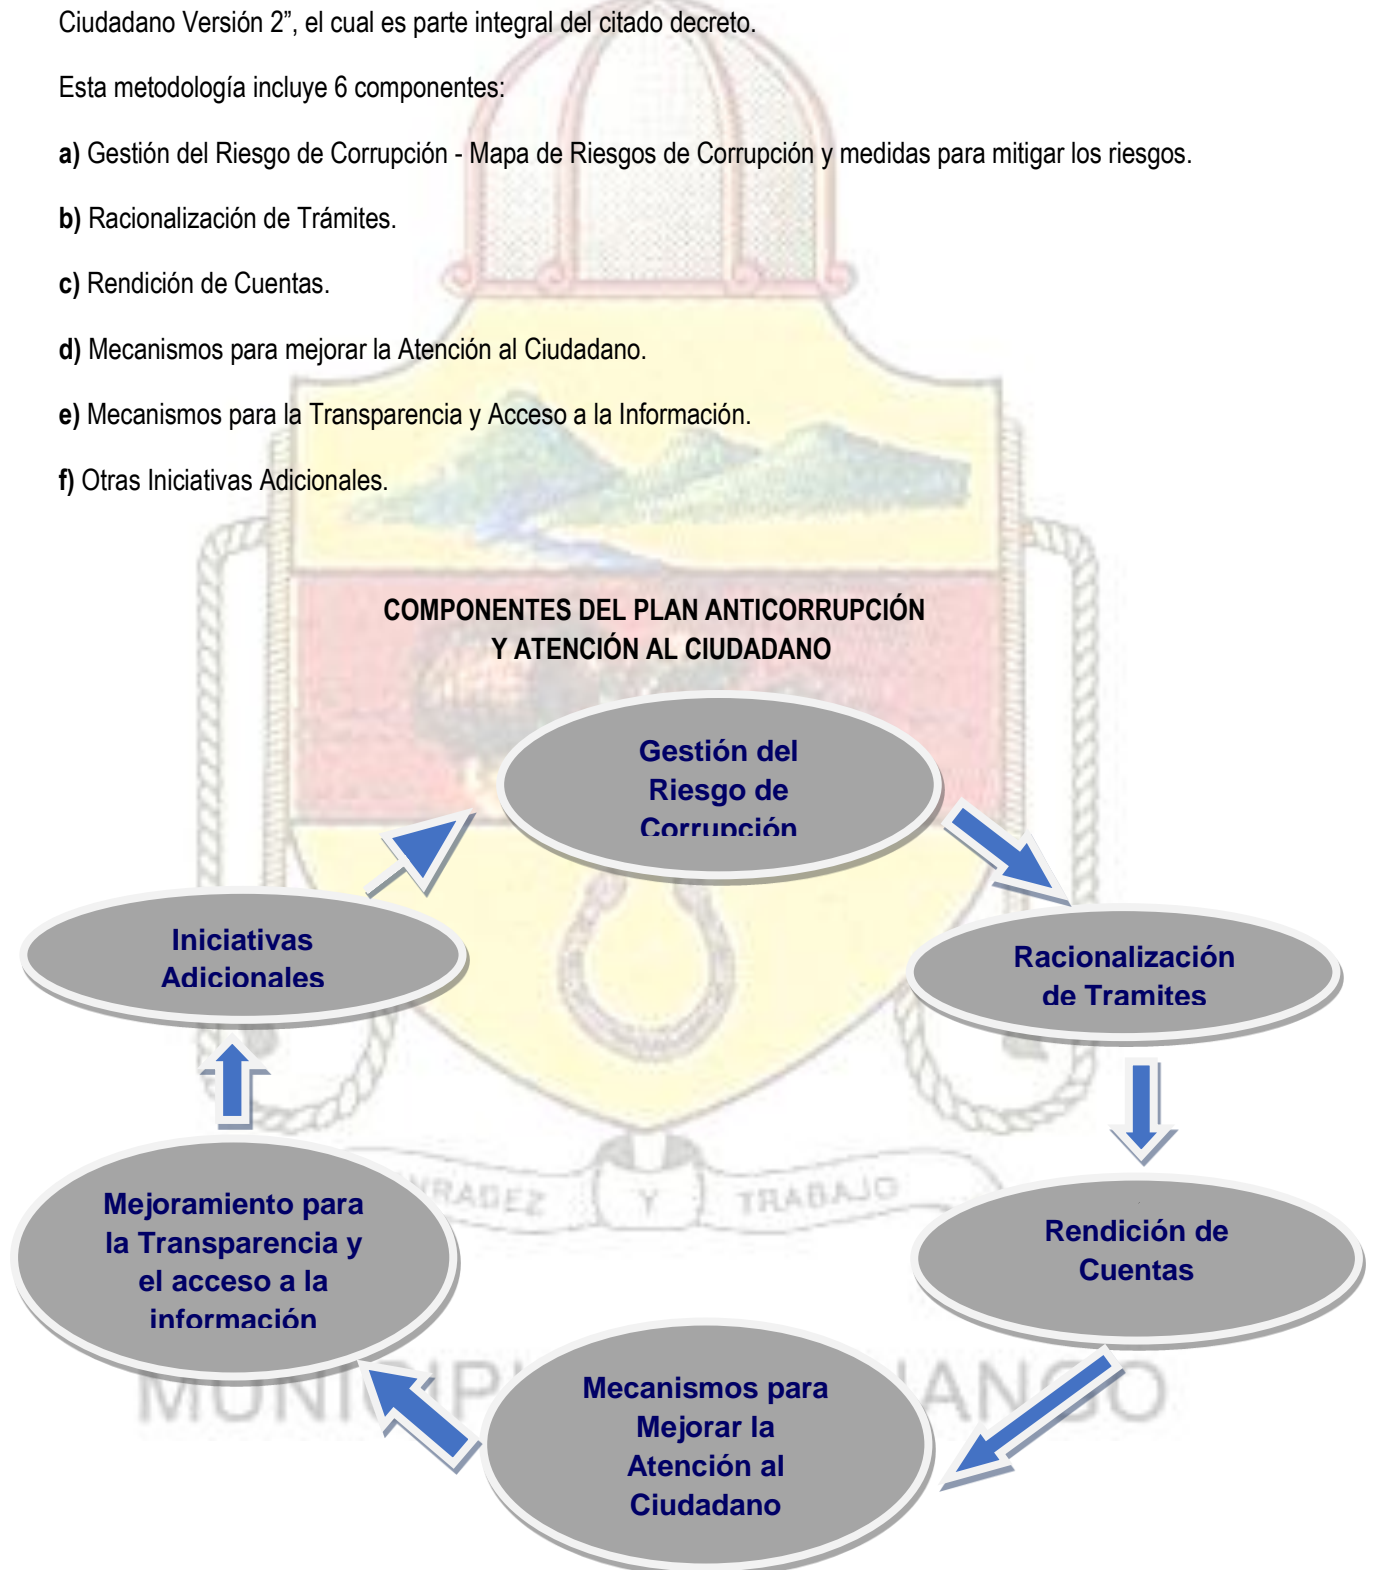 Ciudadano Versión 2”, el cual es parte integral del citado decreto.
Esta metodología incluye 6 componentes:
a) Gestión del Riesgo de Corrupción - Mapa de Riesgos de Corrupción y medidas para mitigar los riesgos.
b) Racionalización de Trámites.
c) Rendición de Cuentas.
d) Mecanismos para mejorar la Atención al Ciudadano.
e) Mecanismos para la Transparencia y Acceso a la Información.
f) Otras Iniciativas Adicionales.
COMPONENTES DEL PLAN ANTICORRUPCIÓN
Y ATENCIÓN AL CIUDADANO
Gestión del
Riesgo de
Corrupción
Racionalización
de Tramites
Rendición de
Cuentas
Mecanismos para
Mejorar la
Atención al
Ciudadano
Mejoramiento para
la Transparencia y
el acceso a la
información
Iniciativas
Adicionales
Y TRABAJO